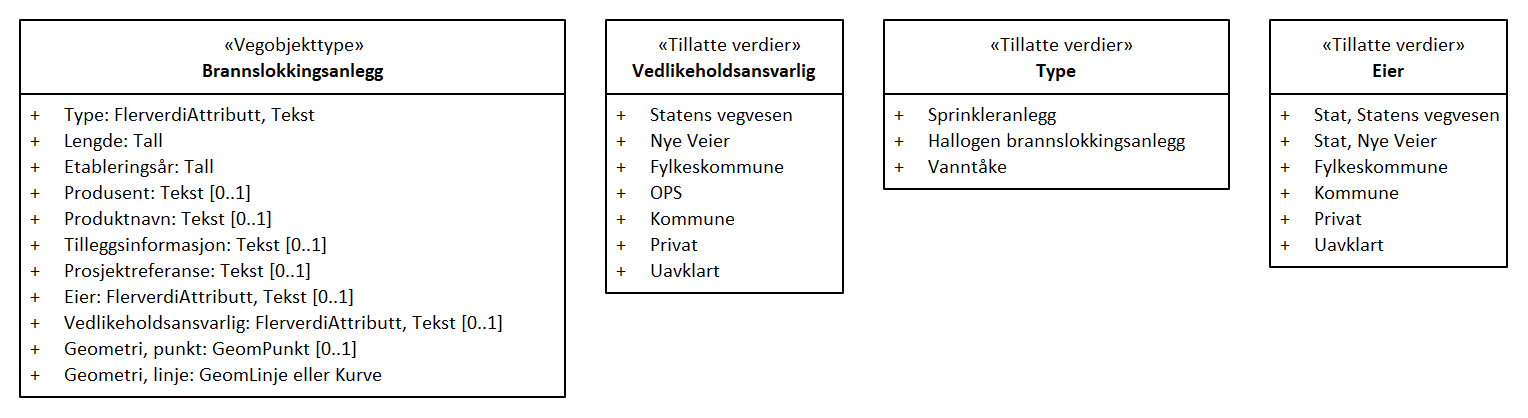 «Vegobjekttype»
Brannslokkingsanlegg
+ Type: FlerverdiAttributt, Tekst
+ Lengde: Tall
+ Etableringsår: Tall
+ Produsent: Tekst [0..1]
+ Produktnavn: Tekst [0..1]
+ Tilleggsinformasjon: Tekst [0..1]
+ Prosjektreferanse: Tekst [0..1]
+ Eier: FlerverdiAttributt, Tekst [0..1]
+ Vedlikeholdsansvarlig: FlerverdiAttributt, Tekst [0..1]
+ Geometri, punkt: GeomPunkt [0..1]
+ Geometri, linje: GeomLinje eller Kurve
«Tillatte verdier»
Vedlikeholdsansvarlig
+ Statens vegvesen
+ Nye Veier
+ Fylkeskommune
+ OPS
+ Kommune
+ Privat
+ Uavklart
«Tillatte verdier»
Type
+ Sprinkleranlegg
+ Hallogen brannslokkingsanlegg
+ Vanntåke
«Tillatte verdier»
Eier
+ Stat, Statens vegvesen
+ Stat, Nye Veier
+ Fylkeskommune
+ Kommune
+ Privat
+ Uavklart